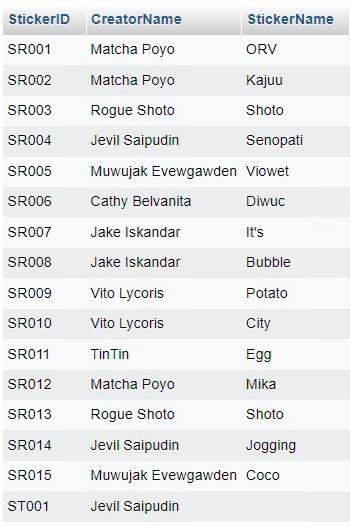 StickerID CreatorName StickerName
SR001 Matcha Poyo ORV
SR002 Matcha Poyo Kajuu
SR003 Rogue Shoto Shoto
SR004 Jevil Saipudin Senopati
SR005 Muwujak Evewgawden Viowet
SR006 Cathy Belvanita Diwuc
SR007 Jake Iskandar It's
SR008 Jake Iskandar Bubble
SR009 Vito Lycoris Potato
SR010 Vito Lycoris City
SR011 TinTin Egg
SR012 Matcha Poyo Mika
SR013 Rogue Shoto Shoto
SR014 Jevil Saipudin Jogging
SR015 Muwujak Evewgawden Coco
ST001 Jevil Saipudin